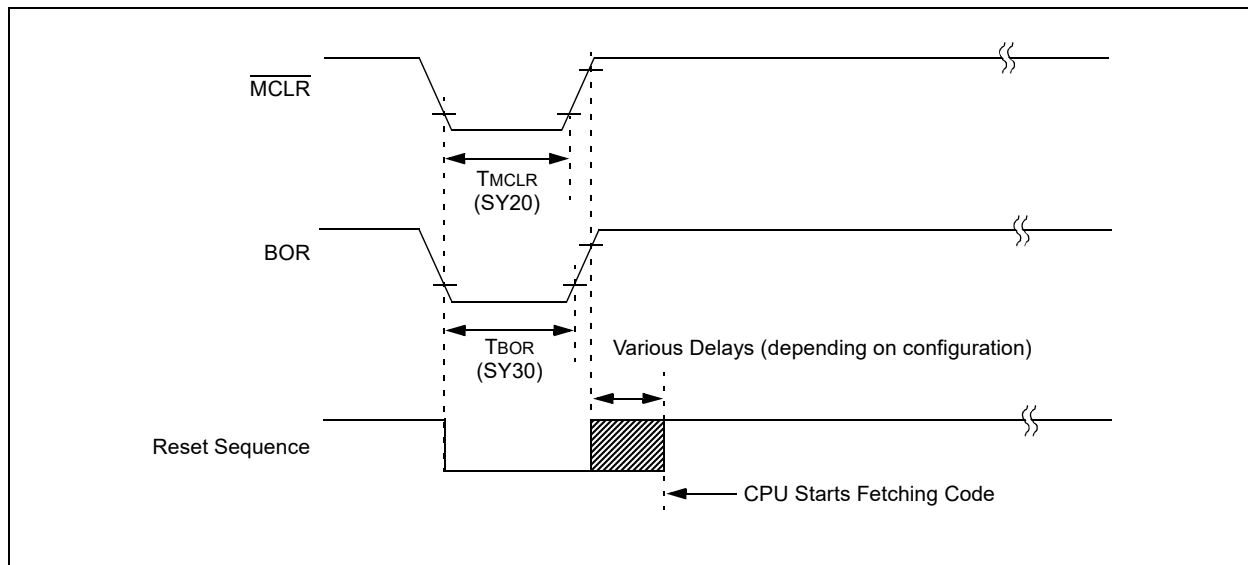 MCLR
TMCLR
(SY20)
BOR
TBOR
(SY30)
Various Delays (depending on configuration)
Reset Sequence
CPU Starts Fetching Code